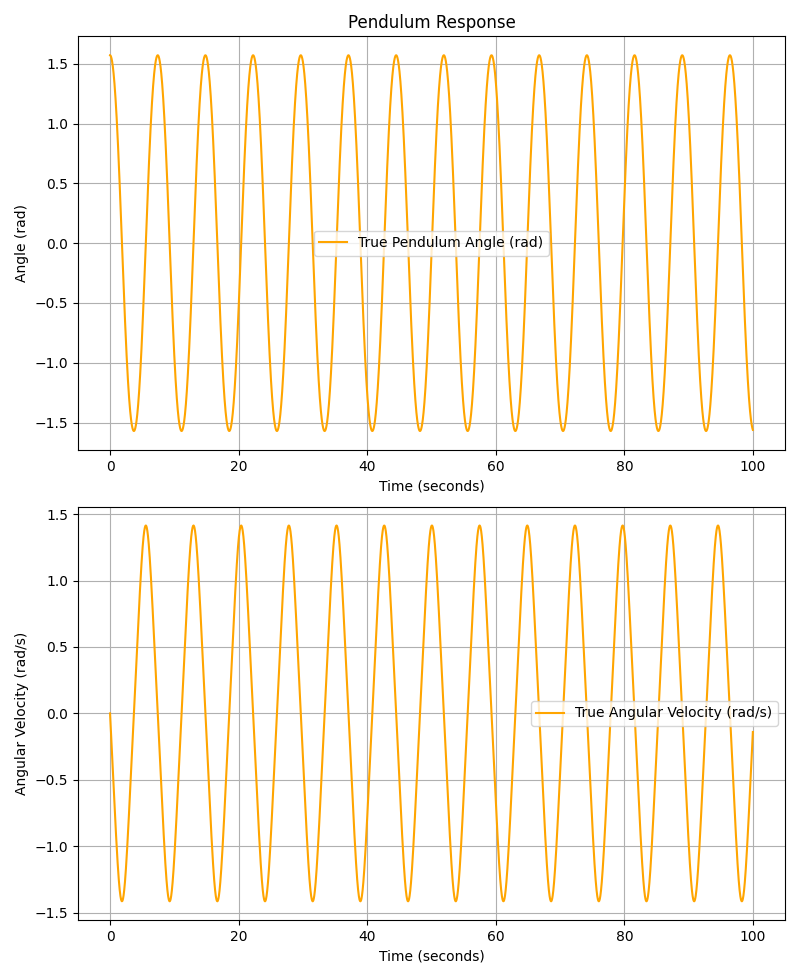 Pendulum Response
1.5
1.0
0.5
0.0
−0.5
−1.0
−1.5
Angle (rad)
True Pendulum Angle (rad)
0 20 40 60 80 100
Time (seconds)
1.5
1.0
0.5
0.0
−0.5
−1.0
−1.5
Angular Velocity (rad/s)
True Angular Velocity (rad/s)
0 20 40 60 80 100
Time (seconds)